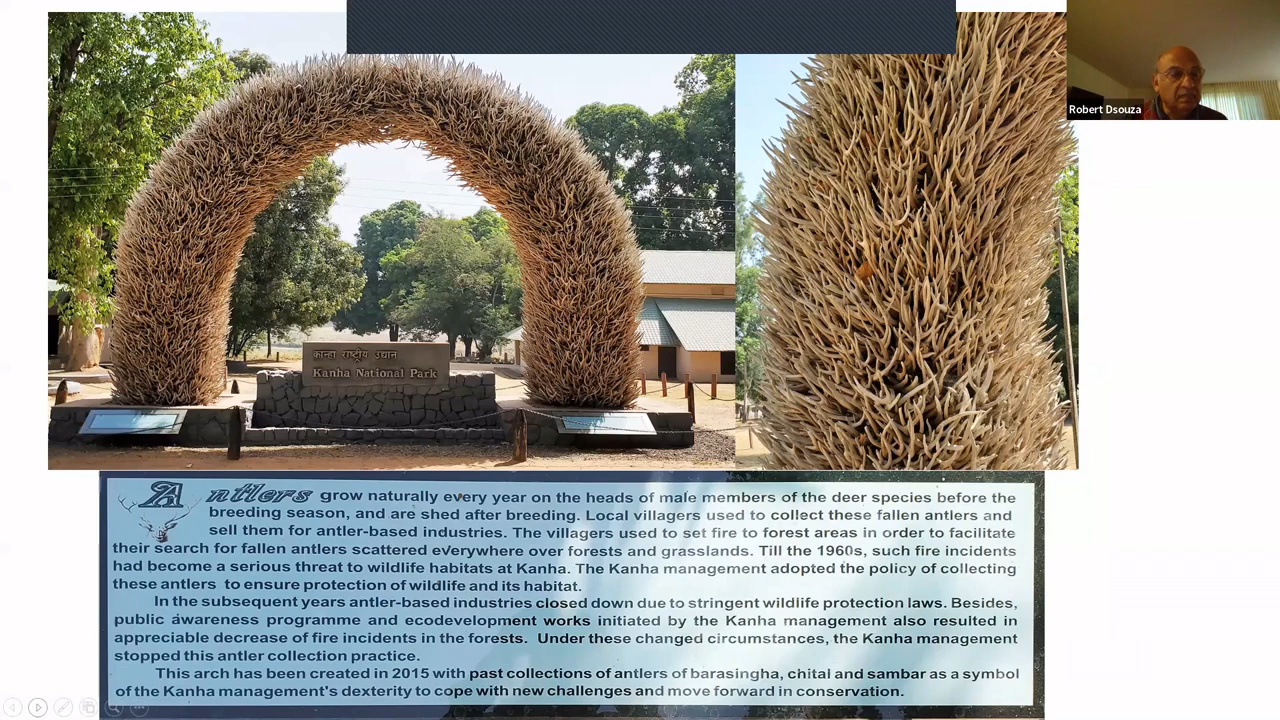 Robert Dsouza
कान्हा राष्ट्रीय उद्यान
Kanha National Park
Antlers grow naturally every year on the heads of male members of the deer species before the
breeding season, and are shed after breeding. Local villagers used to collect these fallen antlers and
sell them for antler-based industries. The villagers used to set fire to forest areas in order to facilitate
their search for fallen antlers scattered everywhere over forests and grasslands. Till the 1960s, such fire incidents
had become a serious threat to wildlife habitats at Kanha. The Kanha management adopted the policy of collecting
these antlers to ensure protection of wildlife and its habitat.
In the subsequent years antler-based industries closed down due to stringent wildlife protection laws. Besides,
public awareness programme and ecodevelopment works initiated by the Kanha management also resulted in
appreciable decrease of fire incidents in the forests. Under these changed circumstances, the Kanha management
stopped this antler collection practice.
This arch has been created in 2015 with past collections of antlers of barasingha, chital and sambar as a symbol
of the Kanha management's dexterity to cope with new challenges and move forward in conservation.